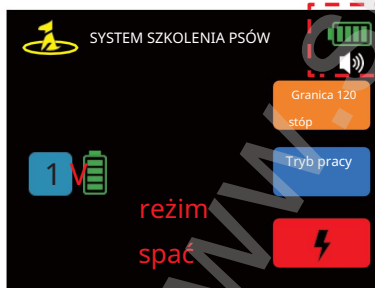 SYSTEM SZKOLENIA PSÓW
Granica 120
stóp
Tryb pracy
1
V
reżim
spać